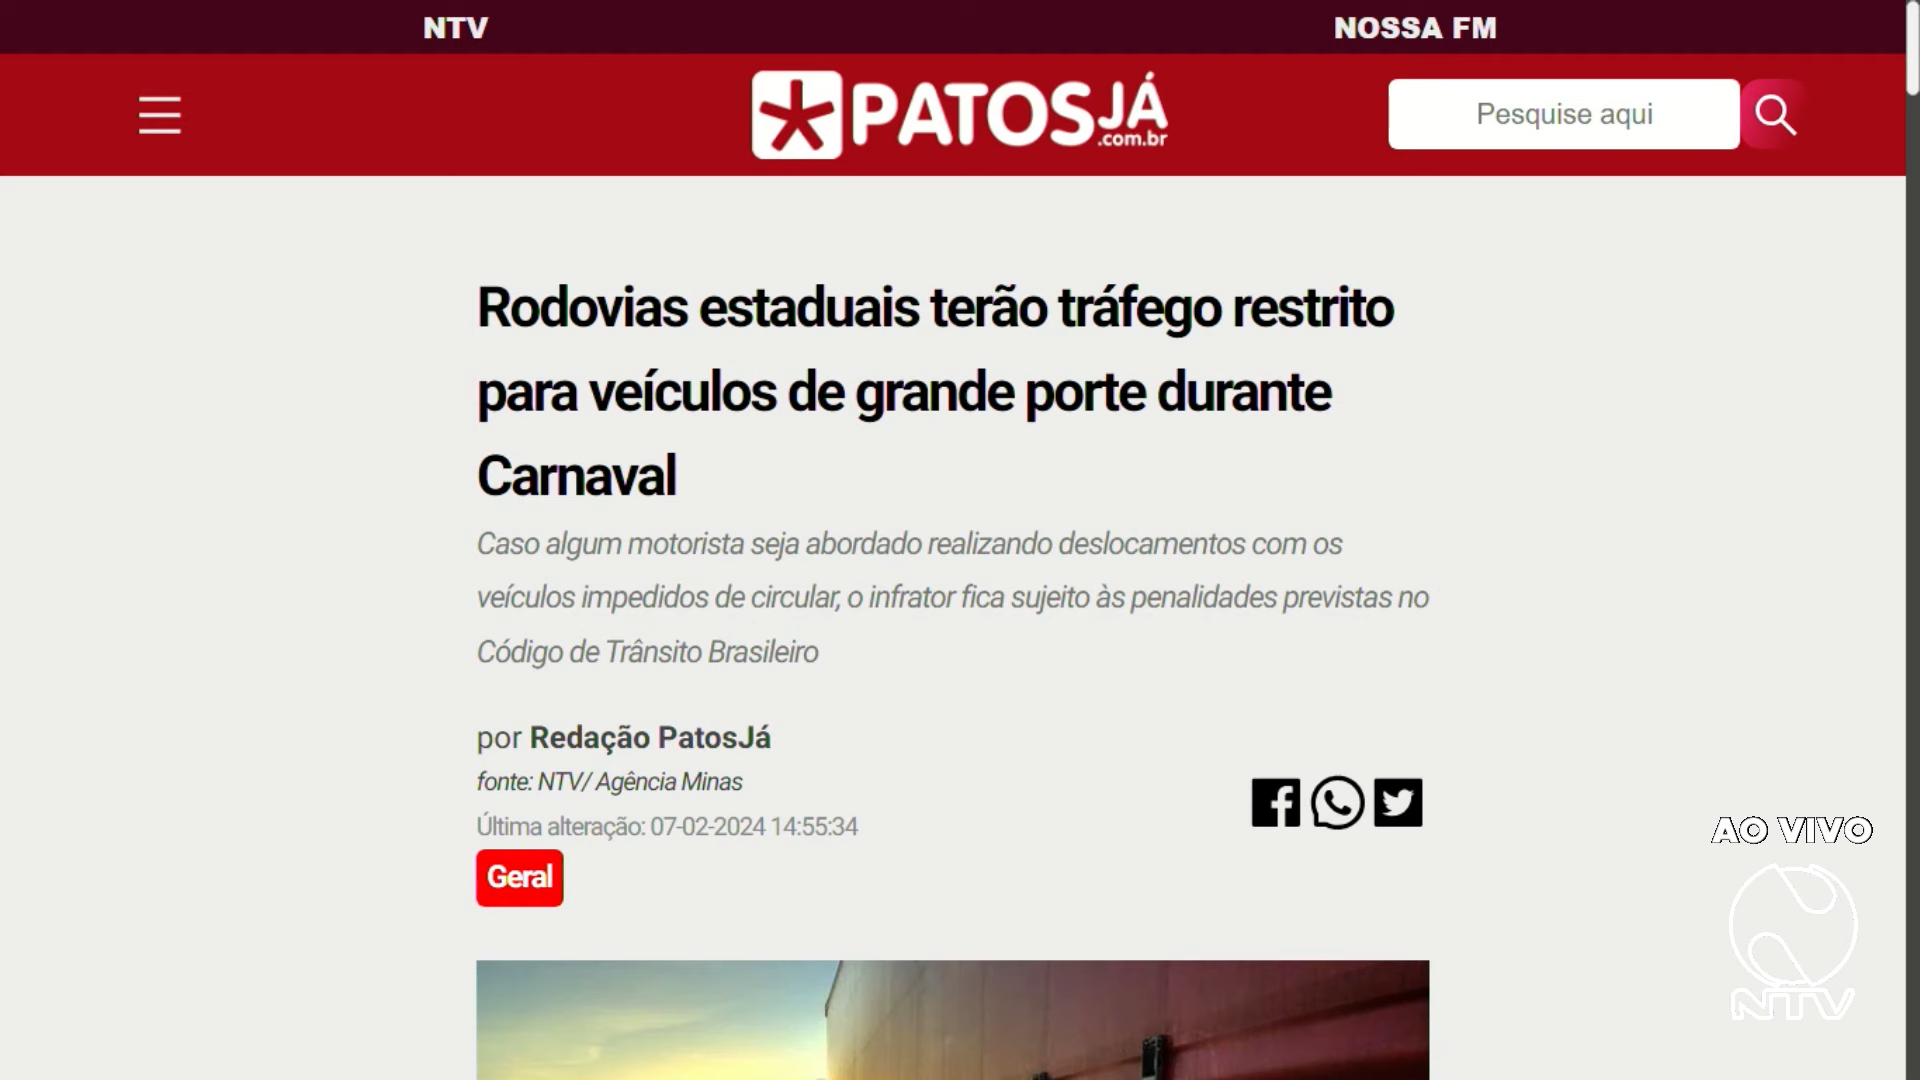 NTV
NOSSA FM
PATOSJÁ
.com.br
Pesquise aqui
Rodovias estaduais terão tráfego restrito
para veículos de grande porte durante
Carnaval
Caso algum motorista seja abordado realizando deslocamentos com os
veículos impedidos de circular, o infrator fica sujeito às penalidades previstas no
Código de Trânsito Brasileiro
por Redação PatosJá
fonte: NTV/ Agência Minas
Última alteração: 07-02-2024 14:55:34
Geral
AO VIVO
NTV